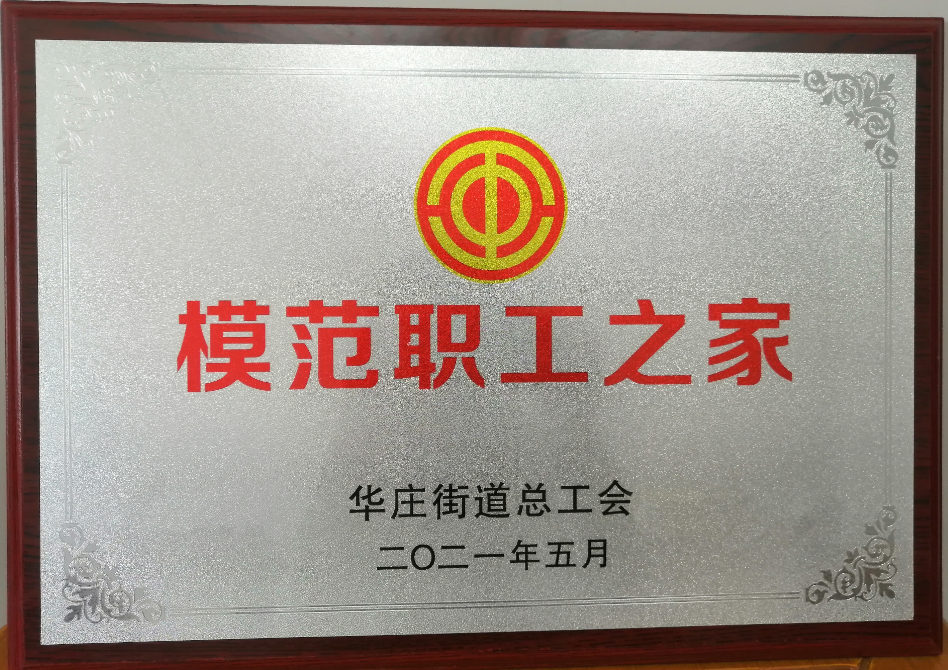 模范职工之家
华庄街道总工会
二〇二一年五月